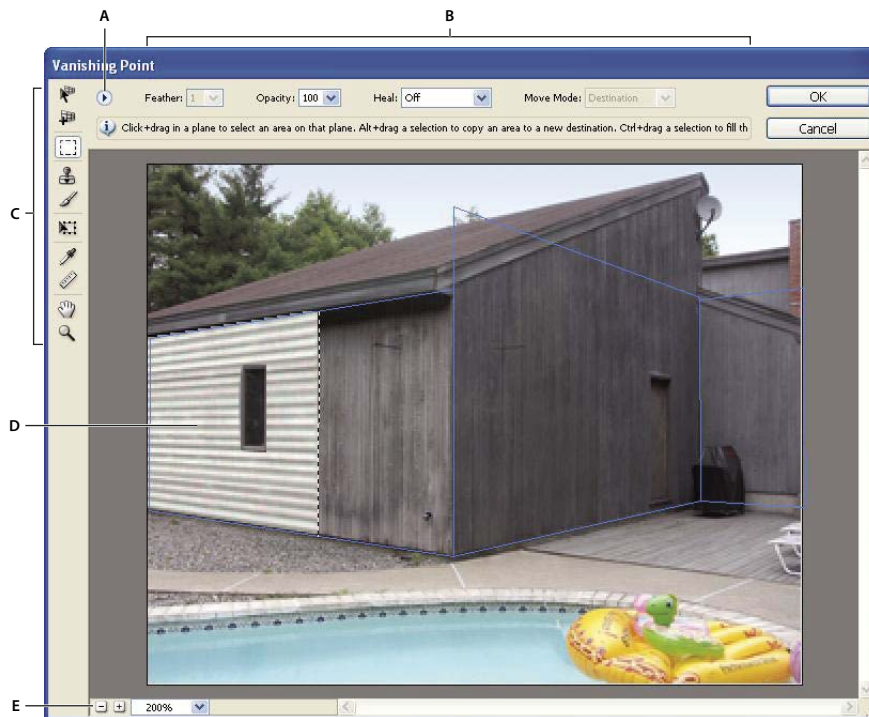 A
B
Vanishing Point
Feather: 1 Opacity: 100 Heal: Off Move Mode: Destination OK
Click+drag in a plane to select an area on that plane. Alt+drag a selection to copy an area to a new destination. Ctrl+drag a selection to fill th
Cancel
C
D
E
200%